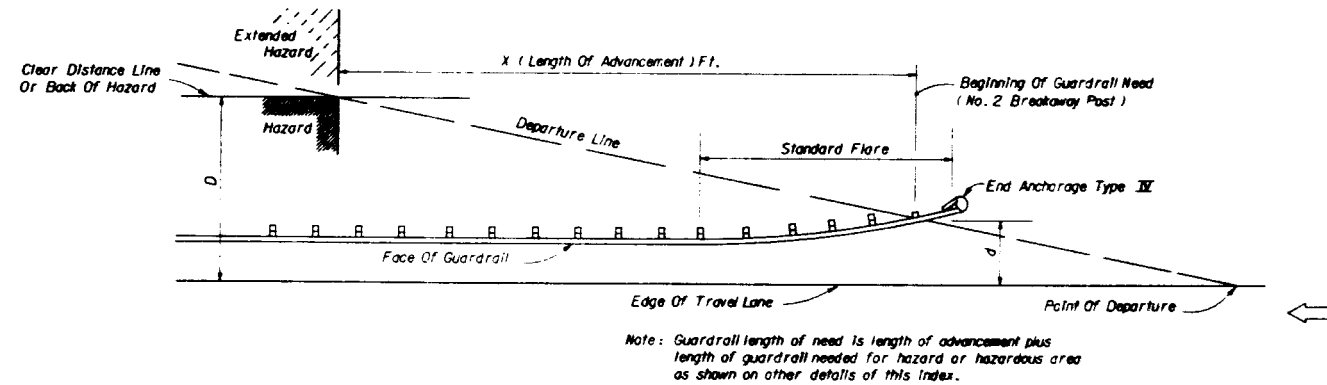 Extended
Hazard
X (Length Of Advancement) Ft.
Clear Distance Line
Or Back Of Hazard
Beginning Of Guardrail Need
(No. 2 Breakaway Post)
Hazard
Departure Line
Standard Flare
End Anchorage Type IV
D
Face Of Guardrail
d
Edge Of Travel Lane
Point Of Departure
Note: Guardrail length of need is length of advancement plus
length of guardrail needed for hazard or hazardous area
as shown on other details of this index.